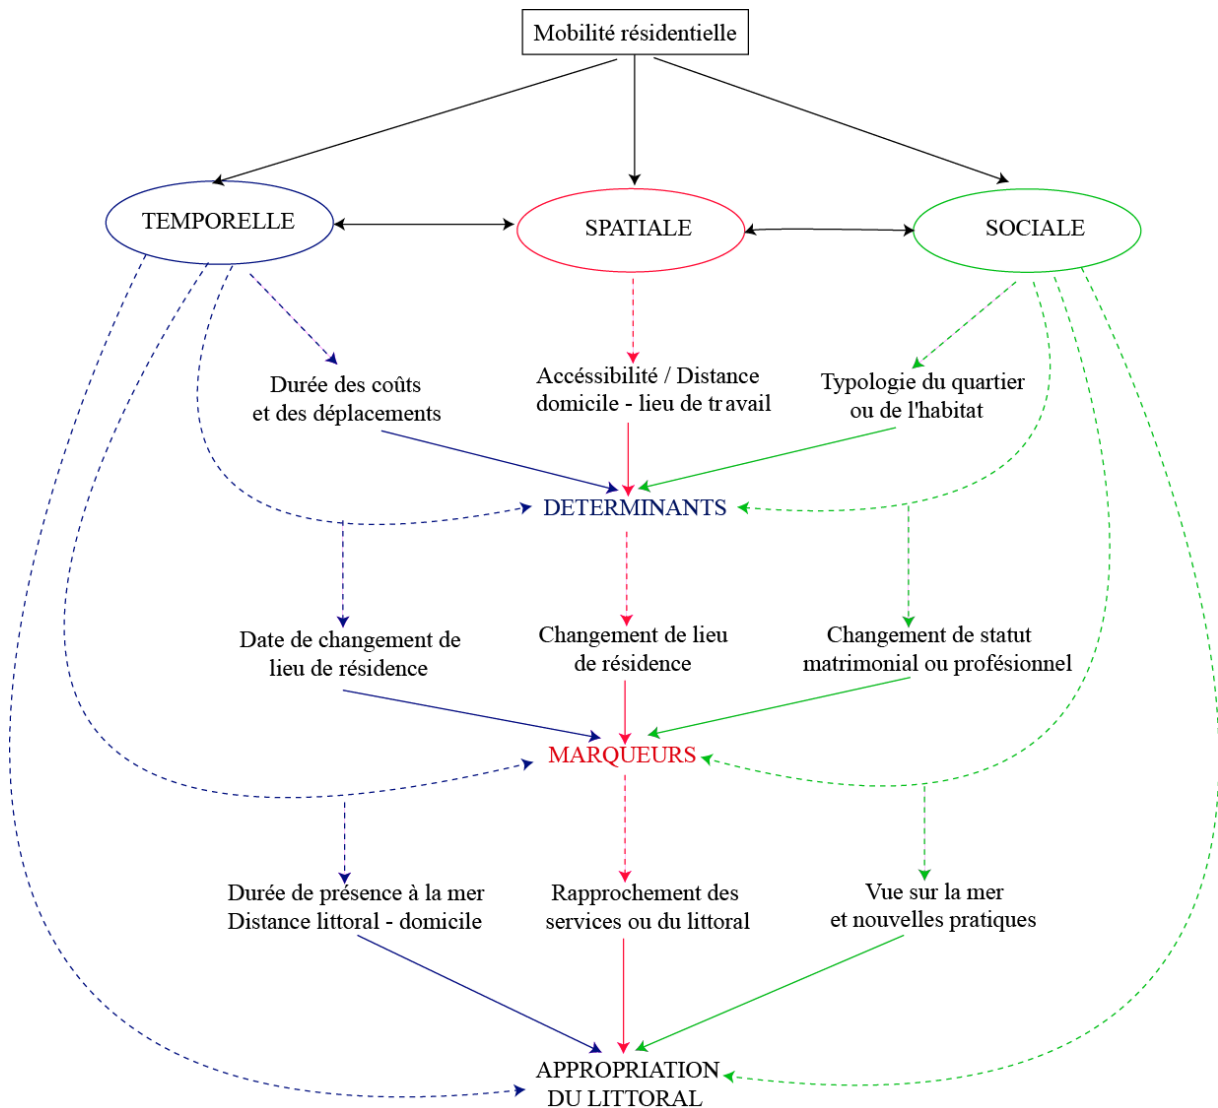 Mobilité résidentielle
TEMPORELLE
SPATIALE
SOCIALE
Durée des coûts
et des déplacements
Accéssibilité / Distance
domicile - lieu de travail
Typologie du quartier
ou de l'habitat
DETERMINANTS
Date de changement de
lieu de résidence
Changement de lieu
de résidence
Changement de statut
matrimonial ou profésionnel
MARQUEURS
Durée de présence à la mer
Distance littoral - domicile
Rapprochement des
services ou du littoral
Vue sur la mer
et nouvelles pratiques
APPROPRIATION
DU LITTORAL